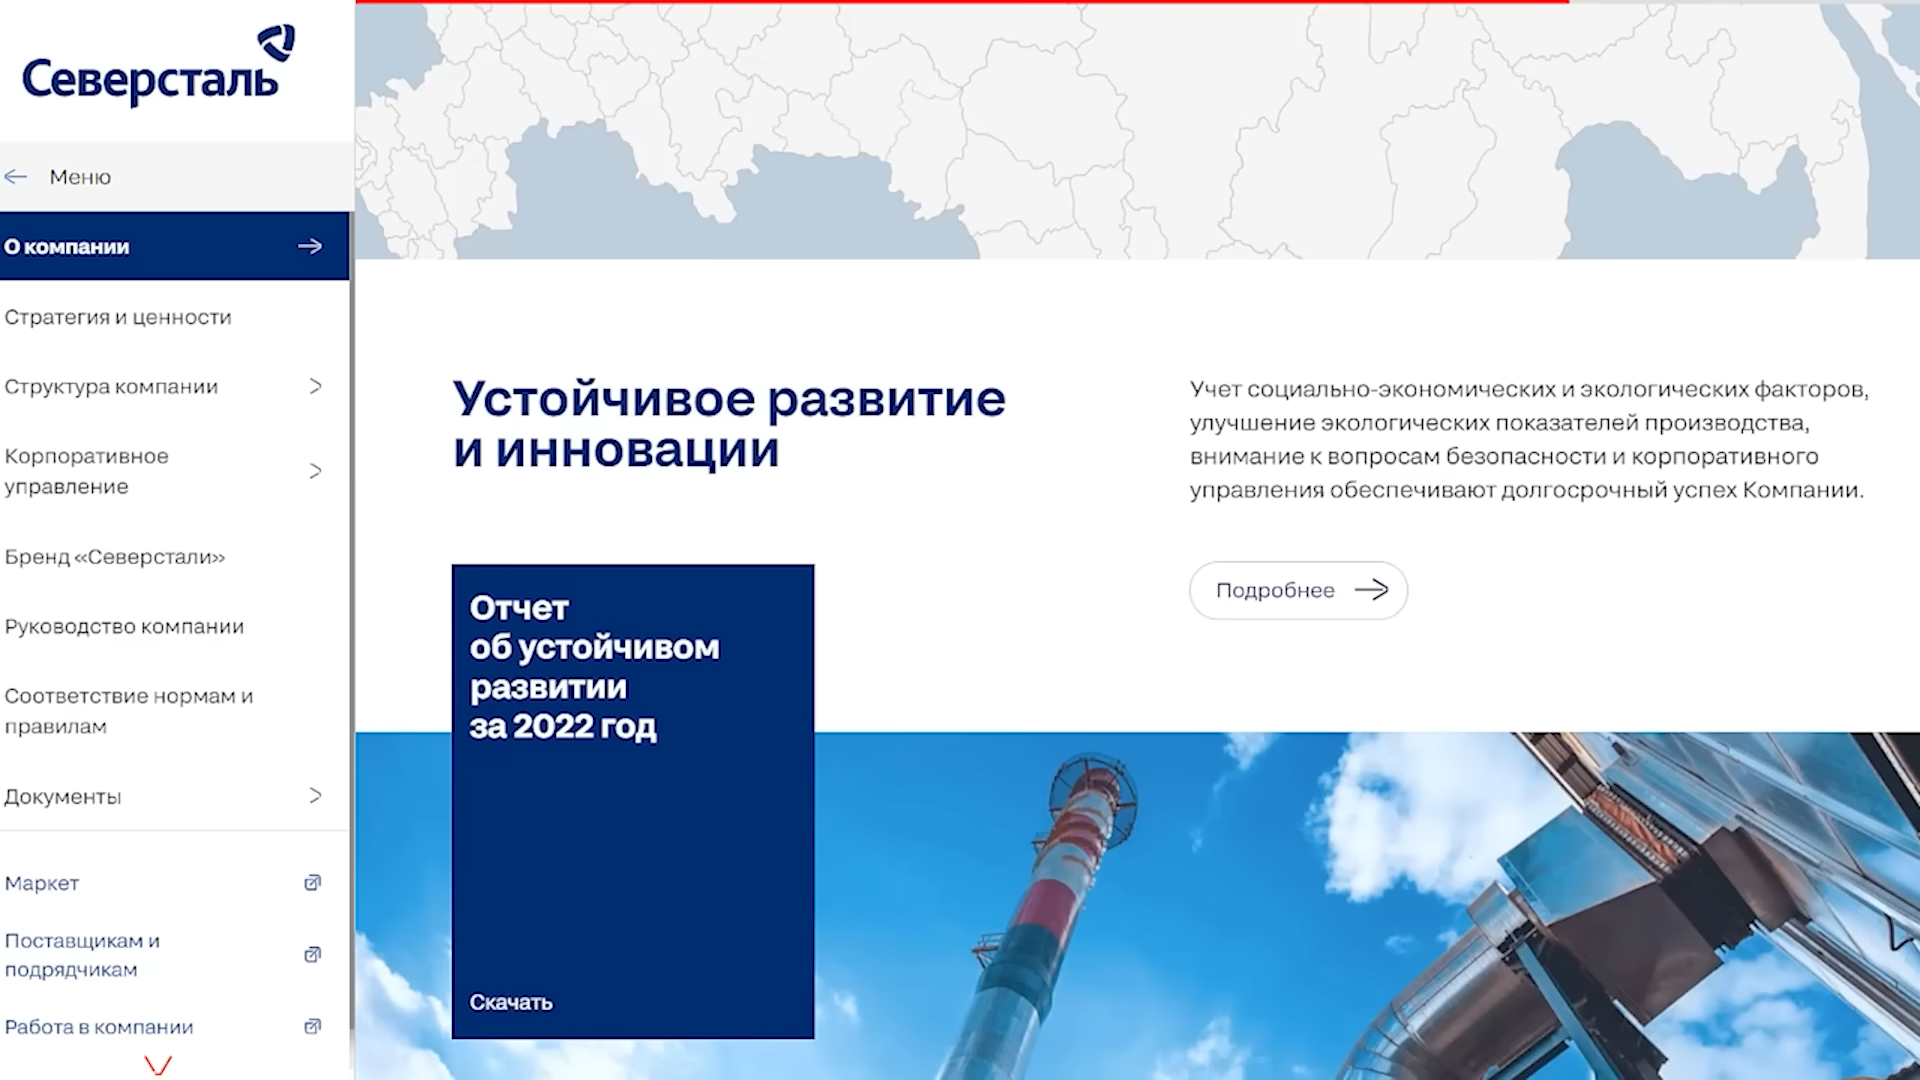 Северсталь
Меню
О компании
Стратегия и ценности
Структура компании
Корпоративное
управление
Бренд «Северстали»
Руководство компании
Соответствие нормам и
правилам
Документы
Маркет
Поставщикам и
подрядчикам
Работа в компании
Устойчивое развитие
и инновации
Учет социально-экономических и экологических факторов,
улучшение экологических показателей производства,
внимание к вопросам безопасности и корпоративного
управления обеспечивают долгосрочный успех Компании.
Подробнее
Отчет
об устойчивом
развитии
за 2022 год
Скачать